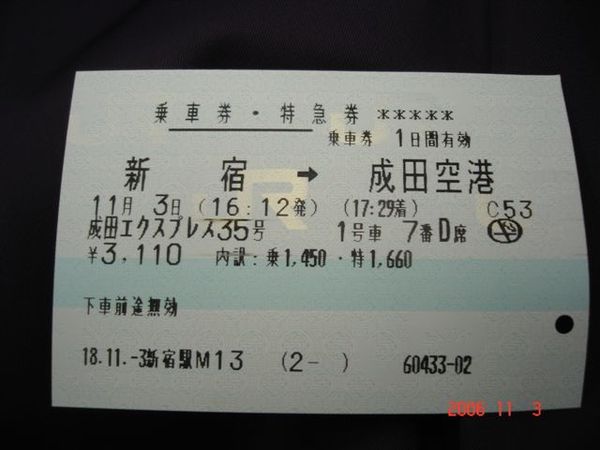 乗車券・特急券 *****
乗車券 1日間有効
新宿 → 成田空港
11月 3日 (16:12発) (17:29着) C53
成田エクスプレス35号 1号車 7番D席
¥3,110 内訳:乗1,450・特1,660
下車前途無効
18.11.-3新宿駅M13 (2- ) 60433-02
2006 11 3